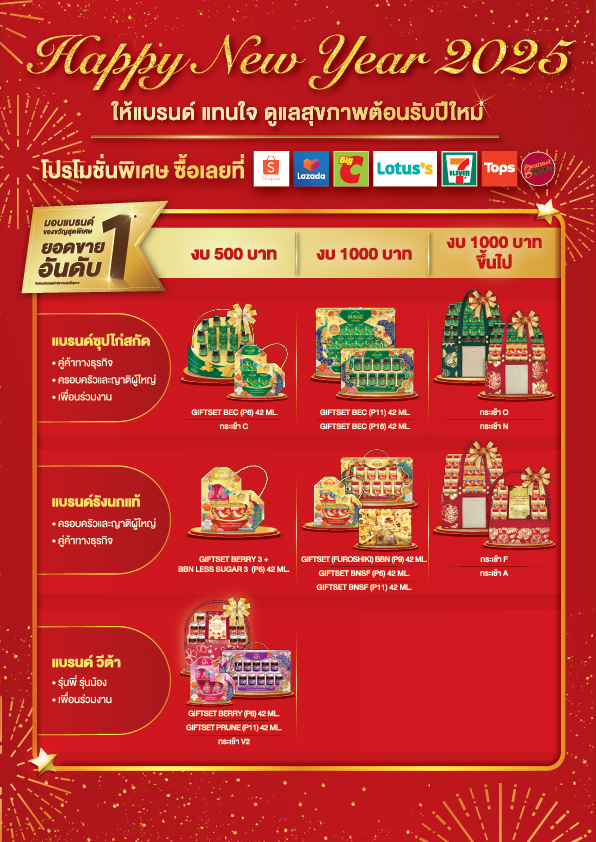 Happy New Year 2025
ให้แบรนด์ แทนใจ ดูแลสุขภาพต้อนรับปีใหม่
โปรโมชั่นพิเศษ ซื้อเลยที่
Shopee
Lazada
Big C
Lotus's
7 ELEVEN
Tops
Gourmet Market
มอบแบรนด์
ของขวัญสุดพิเศษ
ยอดขาย
อันดับ 1
งบ 500 บาท
งบ 1000 บาท
งบ 1000 บาท
ขึ้นไป
แบรนด์ซุปไก่สกัด
• คู่ค้าทางธุรกิจ
• ครอบครัวและญาติผู้ใหญ่
• เพื่อนร่วมงาน
GIFTSET BEC (P6) 42 ML.
กระเช้า C
GIFTSET BEC (P11) 42 ML.
GIFTSET BEC (P16) 42 ML.
กระเช้า O
กระเช้า N
แบรนด์รังนกแท้
• ครอบครัวและญาติผู้ใหญ่
• คู่ค้าทางธุรกิจ
GIFTSET BERRY 3 +
BBN LESS SUGAR 3 (P6) 42 ML.
GIFTSET (FUROSHIKI) BBN (P9) 42 ML.
GIFTSET BNSF (P6) 42 ML.
GIFTSET BNSF (P11) 42 ML.
กระเช้า F
กระเช้า A
แบรนด์ วีต้า
• รุ่นพี่ รุ่นน้อง
• เพื่อนร่วมงาน
GIFTSET BERRY (P6) 42 ML.
GIFTSET PRUNE (P11) 42 ML.
กระเช้า V2